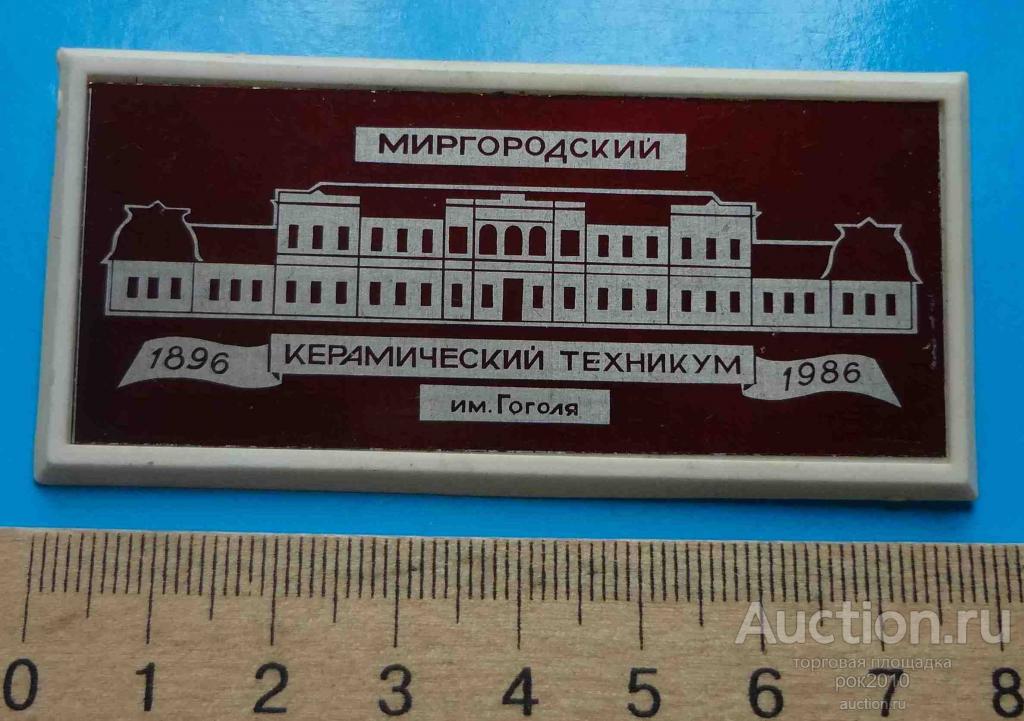 МИРГОРОДСКИЙ
1896 КЕРАМИЧЕСКИЙ ТЕХНИКУМ 1986
им. Гоголя
0 1 2 3 4 5 6 7 8
Auction.ru
торговая площадка
рок2010
auction.ru